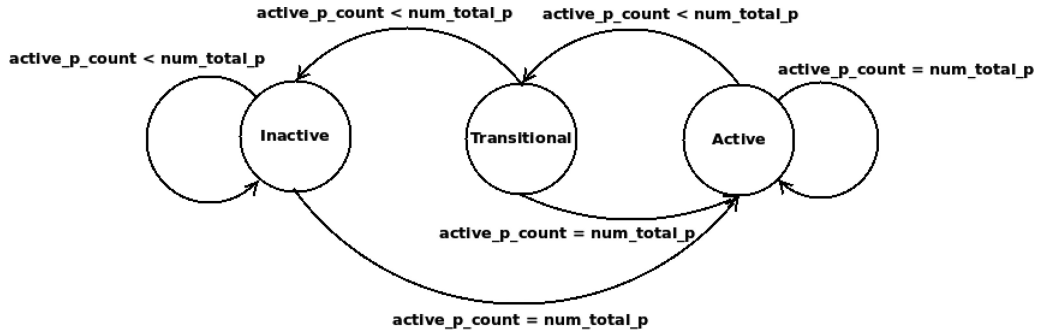 active_p_count < num_total_p
active_p_count < num_total_p
active_p_count < num_total_p
active_p_count = num_total_p
Inactive
Transitional
Active
active_p_count = num_total_p
active_p_count = num_total_p